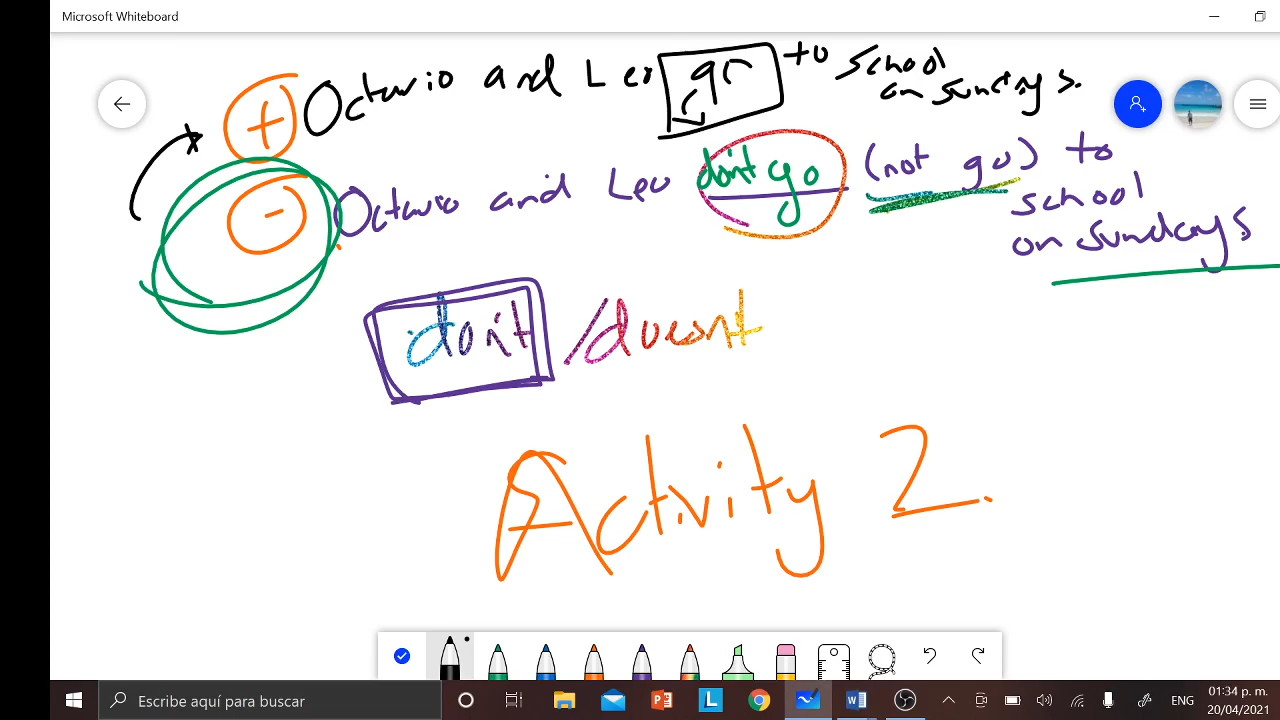 Microsoft Whiteboard
+ Octavio and Leo go to school
on sundays.
- Octavio and Leo don't go (not go) to
school
on sundays
don't / doesn't
Activity 2.
Escribe aquí para buscar
ENG
01:34 p. m.
20/04/2021